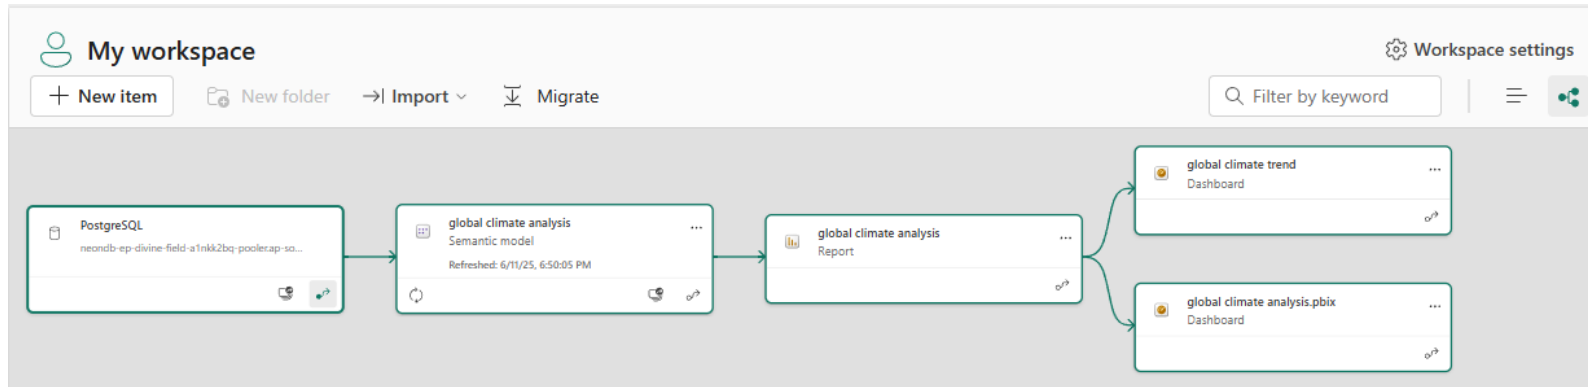 My workspace
Workspace settings
New item
New folder
Import
Migrate
Filter by keyword
PostgreSQL
neondb-ep-divine-field-a1nkk2bq-pooler.ap-so...
global climate analysis
Semantic model
Refreshed: 6/11/25, 6:50:05 PM
global climate analysis
Report
global climate trend
Dashboard
global climate analysis.pbix
Dashboard